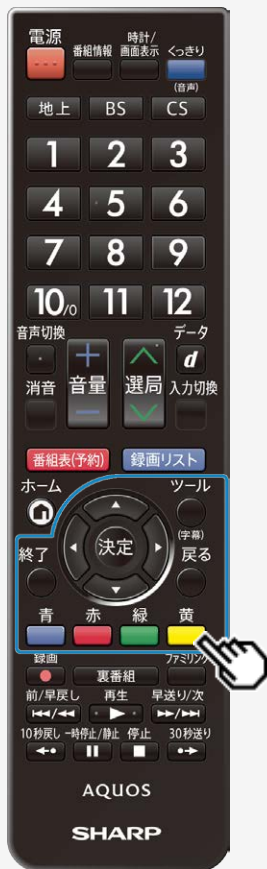 電源
番組情報 時計/画面表示 くっきり(音声)
地上 BS CS
1 2 3
4 5 6
7 8 9
10/0 11 12
音声切換 データ
+ d
消音 音量 選局 入力切換
−
番組表(予約) 録画リスト
ホーム ツール
(字幕)
終了 決定 戻る
青 赤 緑 黄
録画 裏番組 ファミリンク
前/早戻し 再生 早送り/次
10秒戻し 一時停止/静止 停止 30秒送り
AQUOS
SHARP